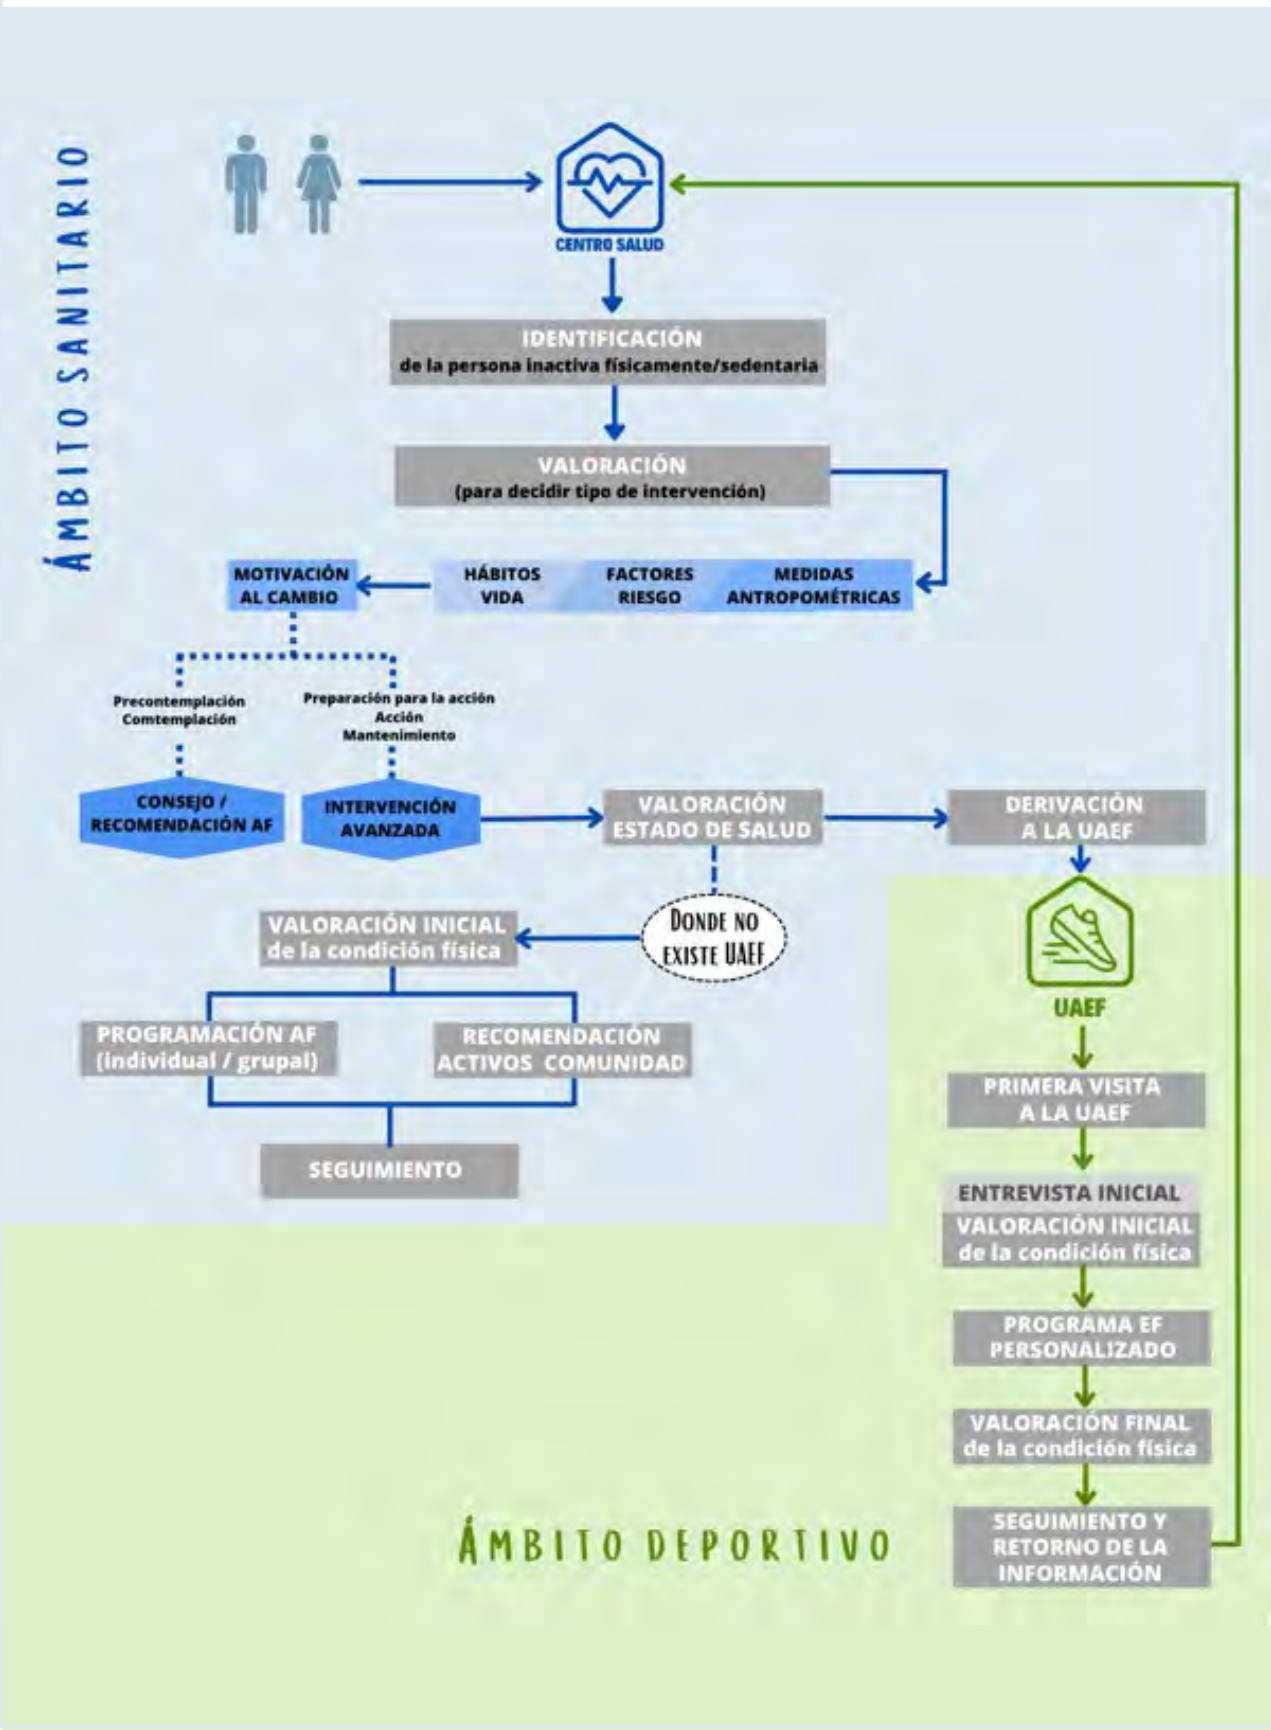 ÁMBITO SANITARIO
CENTRO SALUD
IDENTIFICACIÓN
de la persona inactiva físicamente/sedentaria
VALORACIÓN
(para decidir tipo de intervención)
MOTIVACIÓN
AL CAMBIO
HÁBITOS
VIDA
FACTORES
RIESGO
MEDIDAS
ANTROPOMÉTRICAS
Precontemplación
Comtemplación
Preparación para la acción
Acción
Mantenimiento
CONSEJO /
RECOMENDACIÓN AF
INTERVENCIÓN
AVANZADA
VALORACIÓN
ESTADO DE SALUD
DERIVACIÓN
A LA UAEF
DONDE NO
EXISTE UAEF
VALORACIÓN INICIAL
de la condición física
PROGRAMACIÓN AF
(individual / grupal)
RECOMENDACIÓN
ACTIVOS COMUNIDAD
SEGUIMIENTO
UAEF
PRIMERA VISITA
A LA UAEF
ENTREVISTA INICIAL
VALORACIÓN INICIAL
de la condición física
PROGRAMA EF
PERSONALIZADO
VALORACIÓN FINAL
de la condición física
SEGUIMIENTO Y
RETORNO DE LA
INFORMACIÓN
ÁMBITO DEPORTIVO